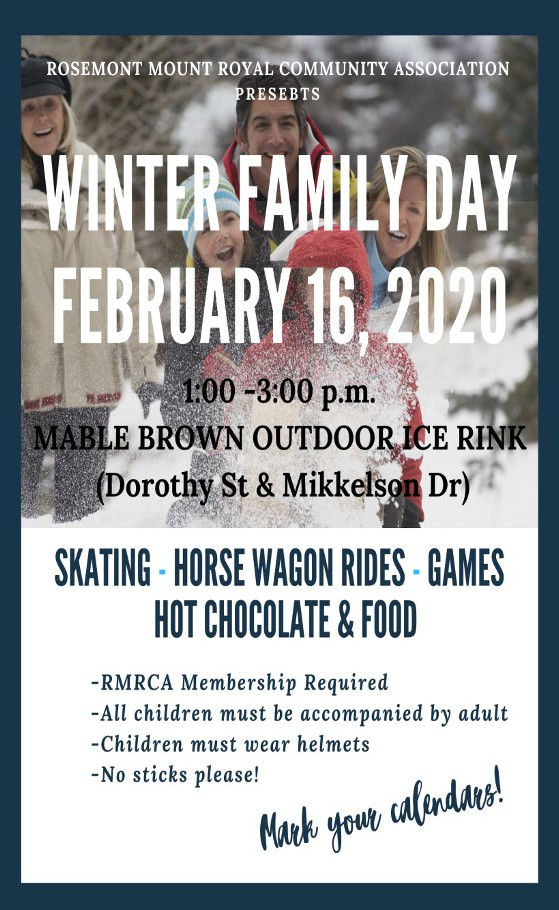 ROSEMONT MOUNT ROYAL COMMUNITY ASSOCIATION
PRESEBTS
WINTER FAMILY DAY
FEBRUARY 16, 2020
1:00 -3:00 p.m.
MABLE BROWN OUTDOOR ICE RINK
(Dorothy St & Mikkelson Dr)
SKATING - HORSE WAGON RIDES - GAMES
HOT CHOCOLATE & FOOD
-RMRCA Membership Required
-All children must be accompanied by adult
-Children must wear helmets
-No sticks please!
Mark your calendars!